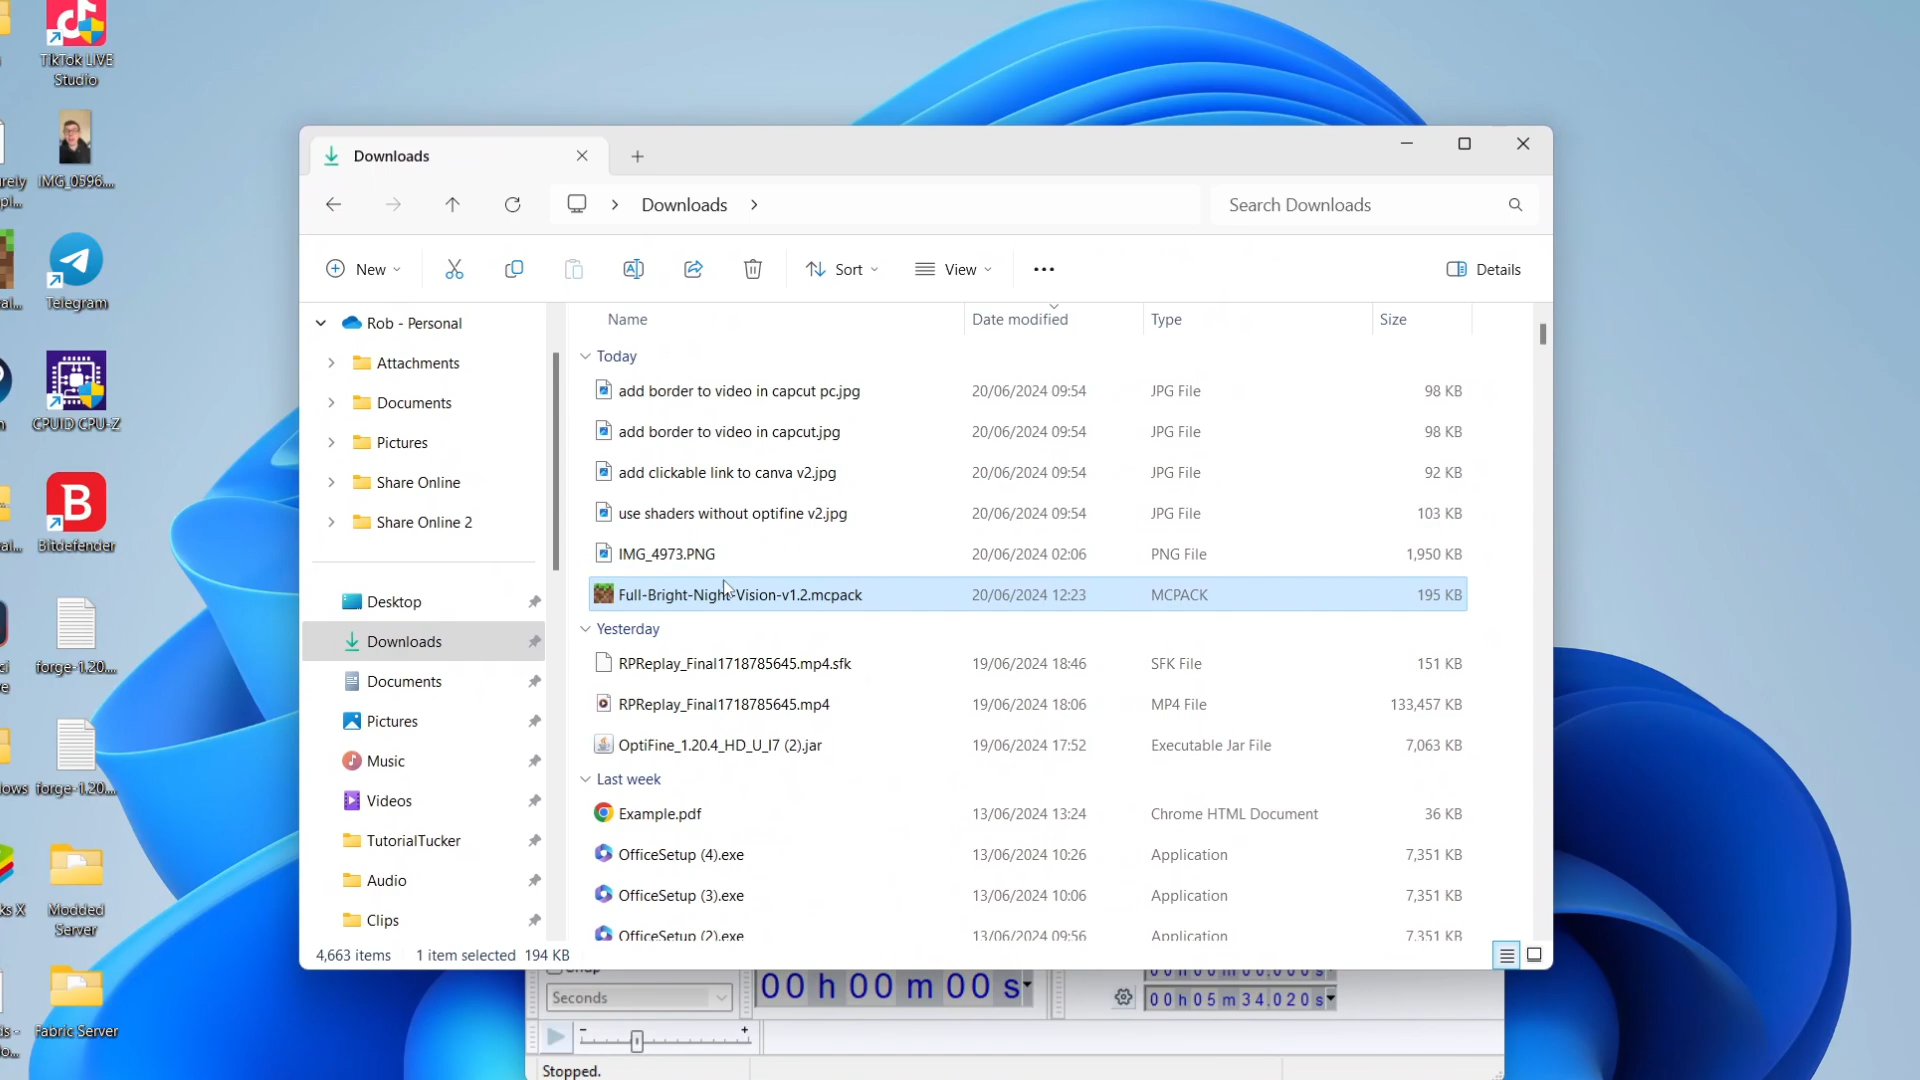 TikTok LIVE
Studio
IMG_0596....
Telegram
CPUID CPU-Z
Bitdefender
forge-1.20....
forge-1.20....
Modded
Server
Fabric Server
Downloads
Downloads
Search Downloads
New
Sort
View
Details
Rob - Personal
Attachments
Documents
Pictures
Share Online
Share Online 2
Desktop
Downloads
Documents
Pictures
Music
Videos
TutorialTucker
Audio
Clips
Name Date modified Type Size
Today
add border to video in capcut pc.jpg 20/06/2024 09:54 JPG File 98 KB
add border to video in capcut.jpg 20/06/2024 09:54 JPG File 98 KB
add clickable link to canva v2.jpg 20/06/2024 09:54 JPG File 92 KB
use shaders without optifine v2.jpg 20/06/2024 09:54 JPG File 103 KB
IMG_4973.PNG 20/06/2024 02:06 PNG File 1,950 KB
Full-Bright-Night-Vision-v1.2.mcpack 20/06/2024 12:23 MCPACK 195 KB
Yesterday
RPReplay_Final1718785645.mp4.sfk 19/06/2024 18:46 SFK File 151 KB
RPReplay_Final1718785645.mp4 19/06/2024 18:06 MP4 File 133,457 KB
OptiFine_1.20.4_HD_U_I7 (2).jar 19/06/2024 17:52 Executable Jar File 7,063 KB
Last week
Example.pdf 13/06/2024 13:24 Chrome HTML Document 36 KB
OfficeSetup (4).exe 13/06/2024 10:26 Application 7,351 KB
OfficeSetup (3).exe 13/06/2024 10:06 Application 7,351 KB
OfficeSetup (2).exe 13/06/2024 09:56 Application 7,351 KB
4,663 items 1 item selected 194 KB
Seconds
00 h 00 m 00 s
00 h 05 m 34.020 s
Stopped.